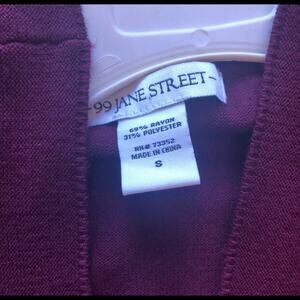 99 JANE STREET
69% RAYON
31% POLYESTER
RN# 73352
MADE IN CHINA
S